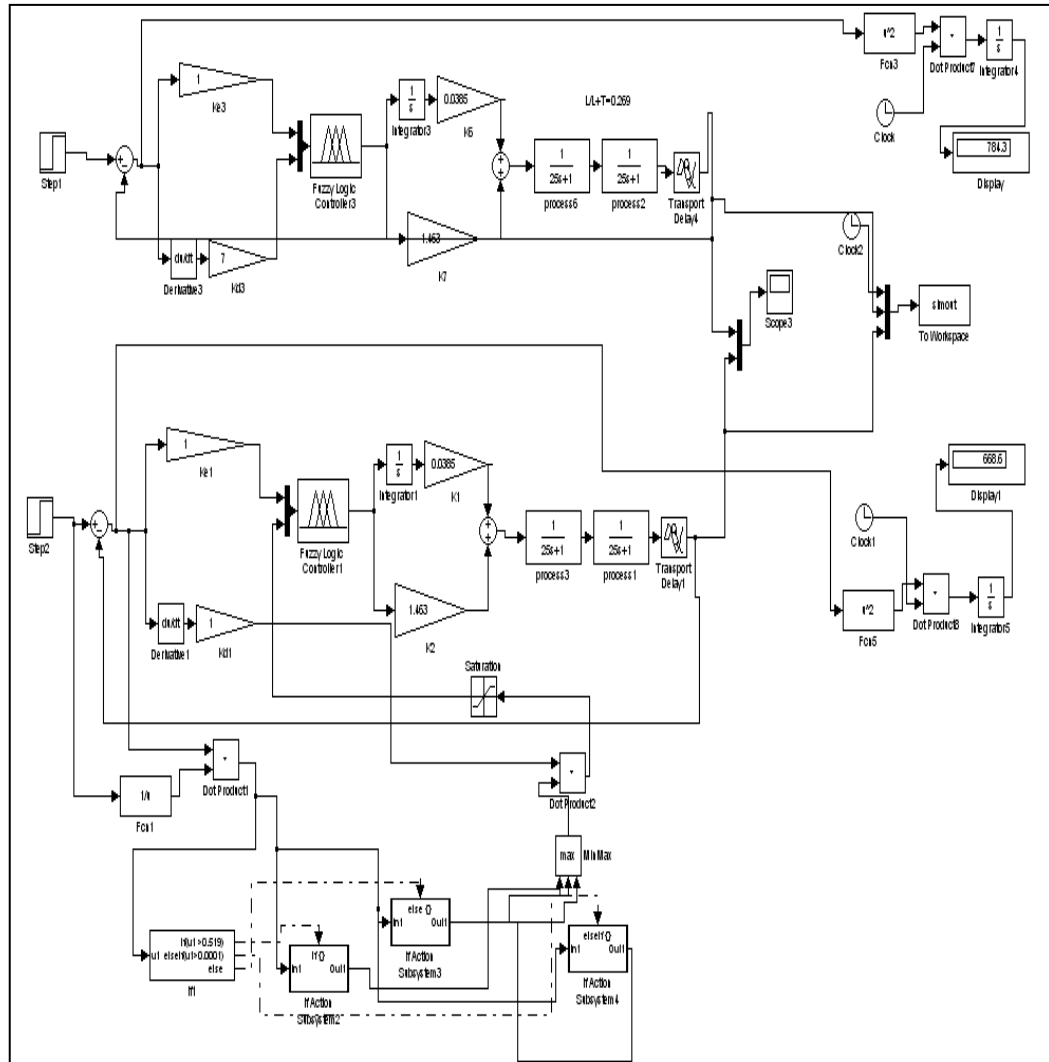 u^2
Fcn3
Dot Product7
1
s
Integrator4
1
Ke3
1
s
Integrator3
0.0385
K6
L/L+T=0.269
Clock
784.3
Display
Step1
Fuzzy Logic
Controller3
1
25s+1
process6
1
25s+1
process2
Transport
Delay4
Clock2
du/dt
Derivative3
7
Kd3
1.463
K7
Scope3
simout
To Workspace
1
Ke1
1
s
Integrator1
0.0385
K1
668.6
Display1
Step2
Fuzzy Logic
Controller1
1
25s+1
process3
1
25s+1
process1
Transport
Delay1
Clock1
du/dt
Derivative1
1
Kd1
1.463
K2
u^2
Fcn5
Dot Product8
1
s
Integrator5
Saturation
1/u
Fcn1
Dot Product1
Dot Product2
max
MinMax
else {}
In1
Out1
If Action
Subsystem3
if(u1 >0.519)
u1 elseif(u1>0.0001)
else
If1
if {}
In1
Out1
If Action
Subsystem2
elseif {}
In1
Out1
If Action
Subsystem4